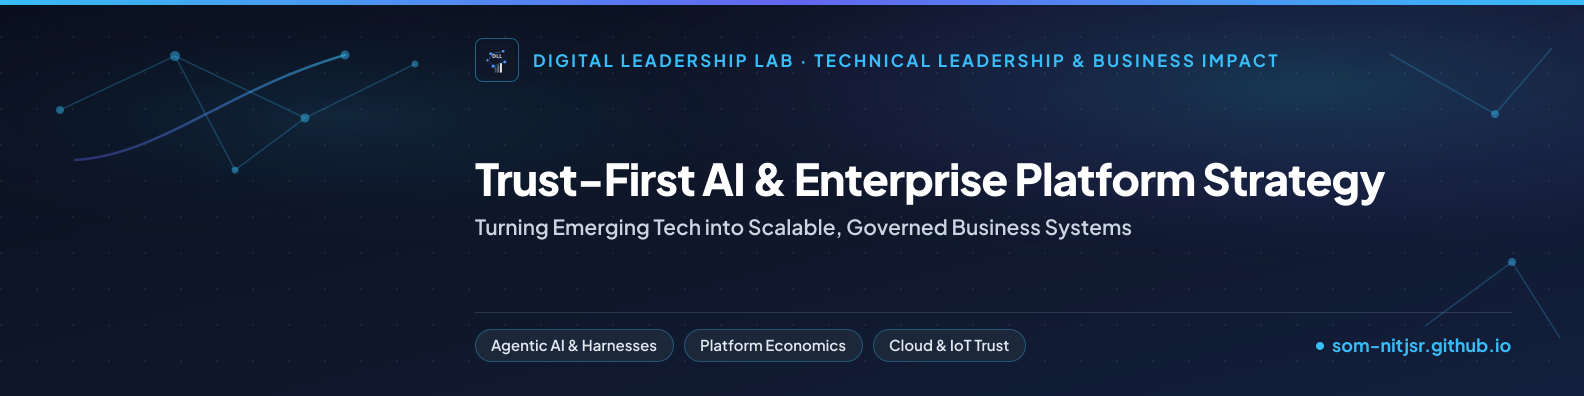 DLL
DIGITAL LEADERSHIP LAB · TECHNICAL LEADERSHIP & BUSINESS IMPACT
Trust-First AI & Enterprise Platform Strategy
Turning Emerging Tech into Scalable, Governed Business Systems
Agentic AI & Harnesses
Platform Economics
Cloud & IoT Trust
som-nitjsr.github.io